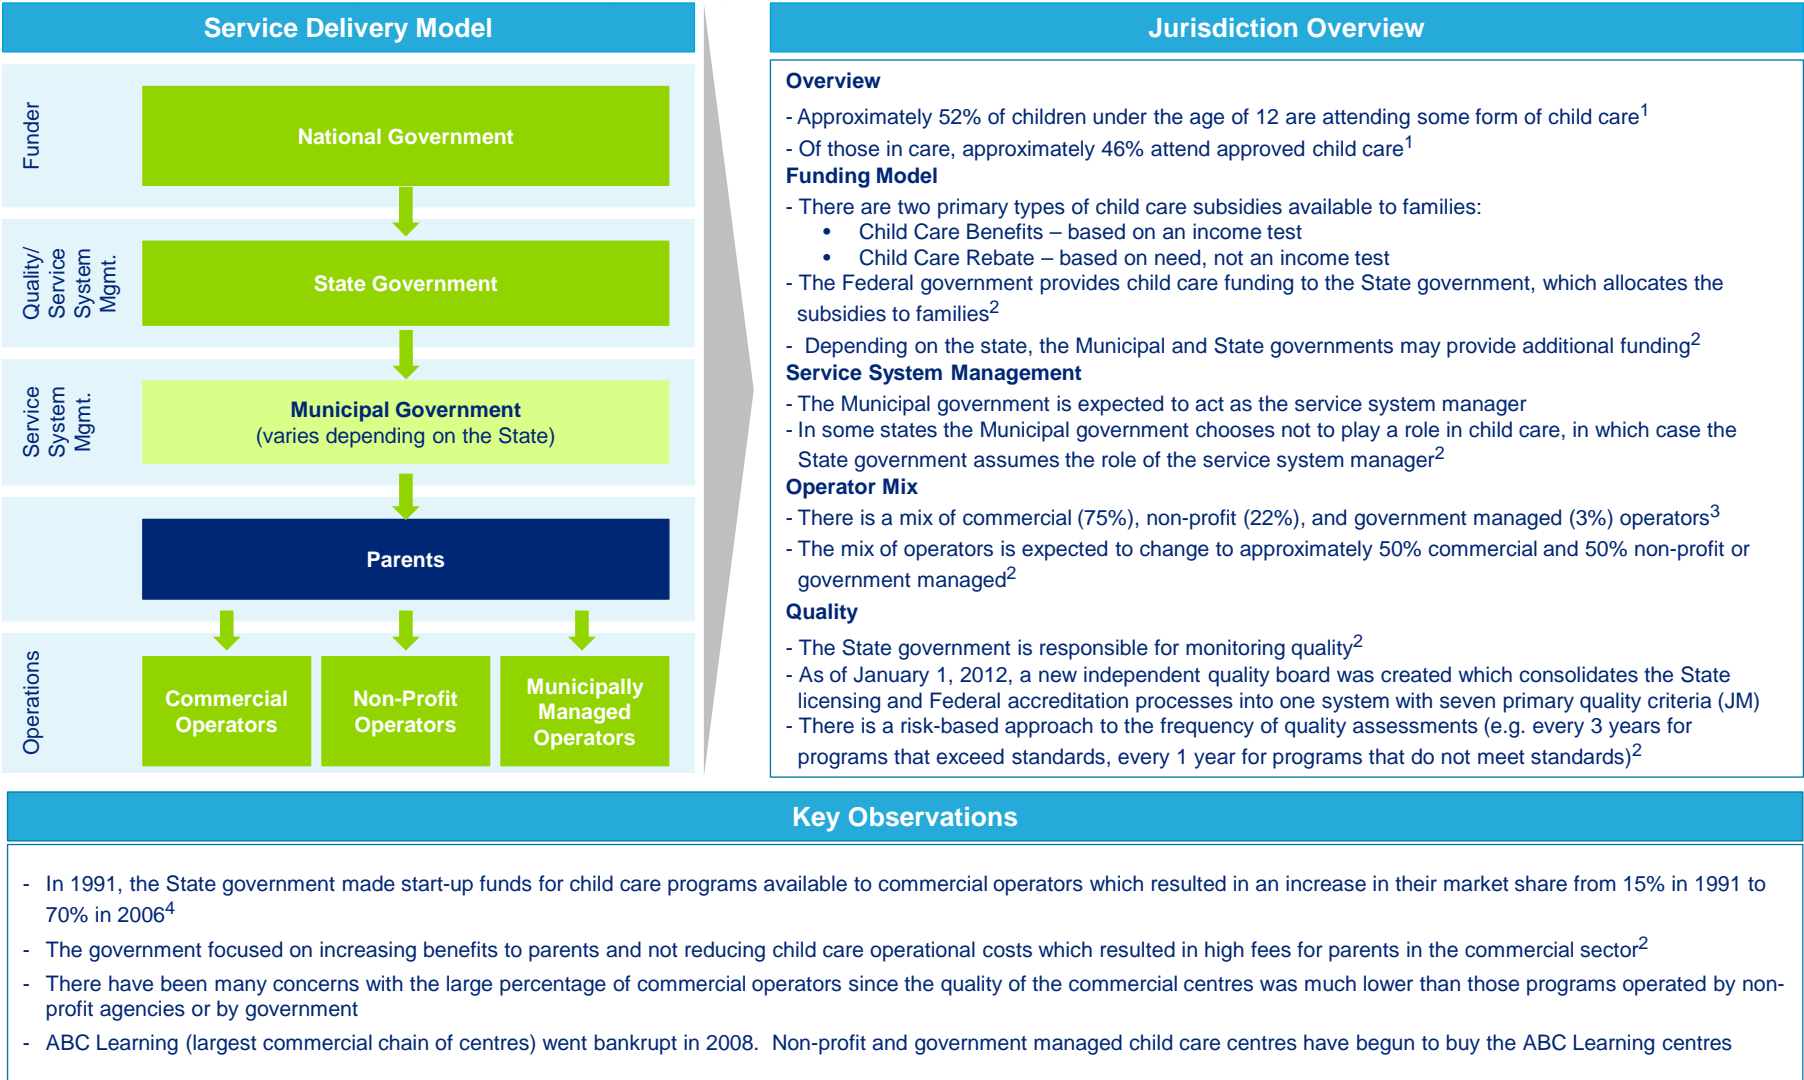 Service Delivery Model
Funder
National Government
Quality/
Service
System
Mgmt.
State Government
Service
System
Mgmt.
Municipal Government
(varies depending on the State)
Parents
Operations
Commercial
Operators
Non-Profit
Operators
Municipally
Managed
Operators
Jurisdiction Overview
Overview
- Approximately 52% of children under the age of 12 are attending some form of child care1
- Of those in care, approximately 46% attend approved child care1
Funding Model
- There are two primary types of child care subsidies available to families:
• Child Care Benefits – based on an income test
• Child Care Rebate – based on need, not an income test
- The Federal government provides child care funding to the State government, which allocates the
subsidies to families2
- Depending on the state, the Municipal and State governments may provide additional funding2
Service System Management
- The Municipal government is expected to act as the service system manager
- In some states the Municipal government chooses not to play a role in child care, in which case the
State government assumes the role of the service system manager2
Operator Mix
- There is a mix of commercial (75%), non-profit (22%), and government managed (3%) operators3
- The mix of operators is expected to change to approximately 50% commercial and 50% non-profit or
government managed2
Quality
- The State government is responsible for monitoring quality2
- As of January 1, 2012, a new independent quality board was created which consolidates the State
licensing and Federal accreditation processes into one system with seven primary quality criteria (JM)
- There is a risk-based approach to the frequency of quality assessments (e.g. every 3 years for
programs that exceed standards, every 1 year for programs that do not meet standards)2
Key Observations
- In 1991, the State government made start-up funds for child care programs available to commercial operators which resulted in an increase in their market share from 15% in 1991 to
70% in 20064
- The government focused on increasing benefits to parents and not reducing child care operational costs which resulted in high fees for parents in the commercial sector2
- There have been many concerns with the large percentage of commercial operators since the quality of the commercial centres was much lower than those programs operated by non-
profit agencies or by government
- ABC Learning (largest commercial chain of centres) went bankrupt in 2008. Non-profit and government managed child care centres have begun to buy the ABC Learning centres